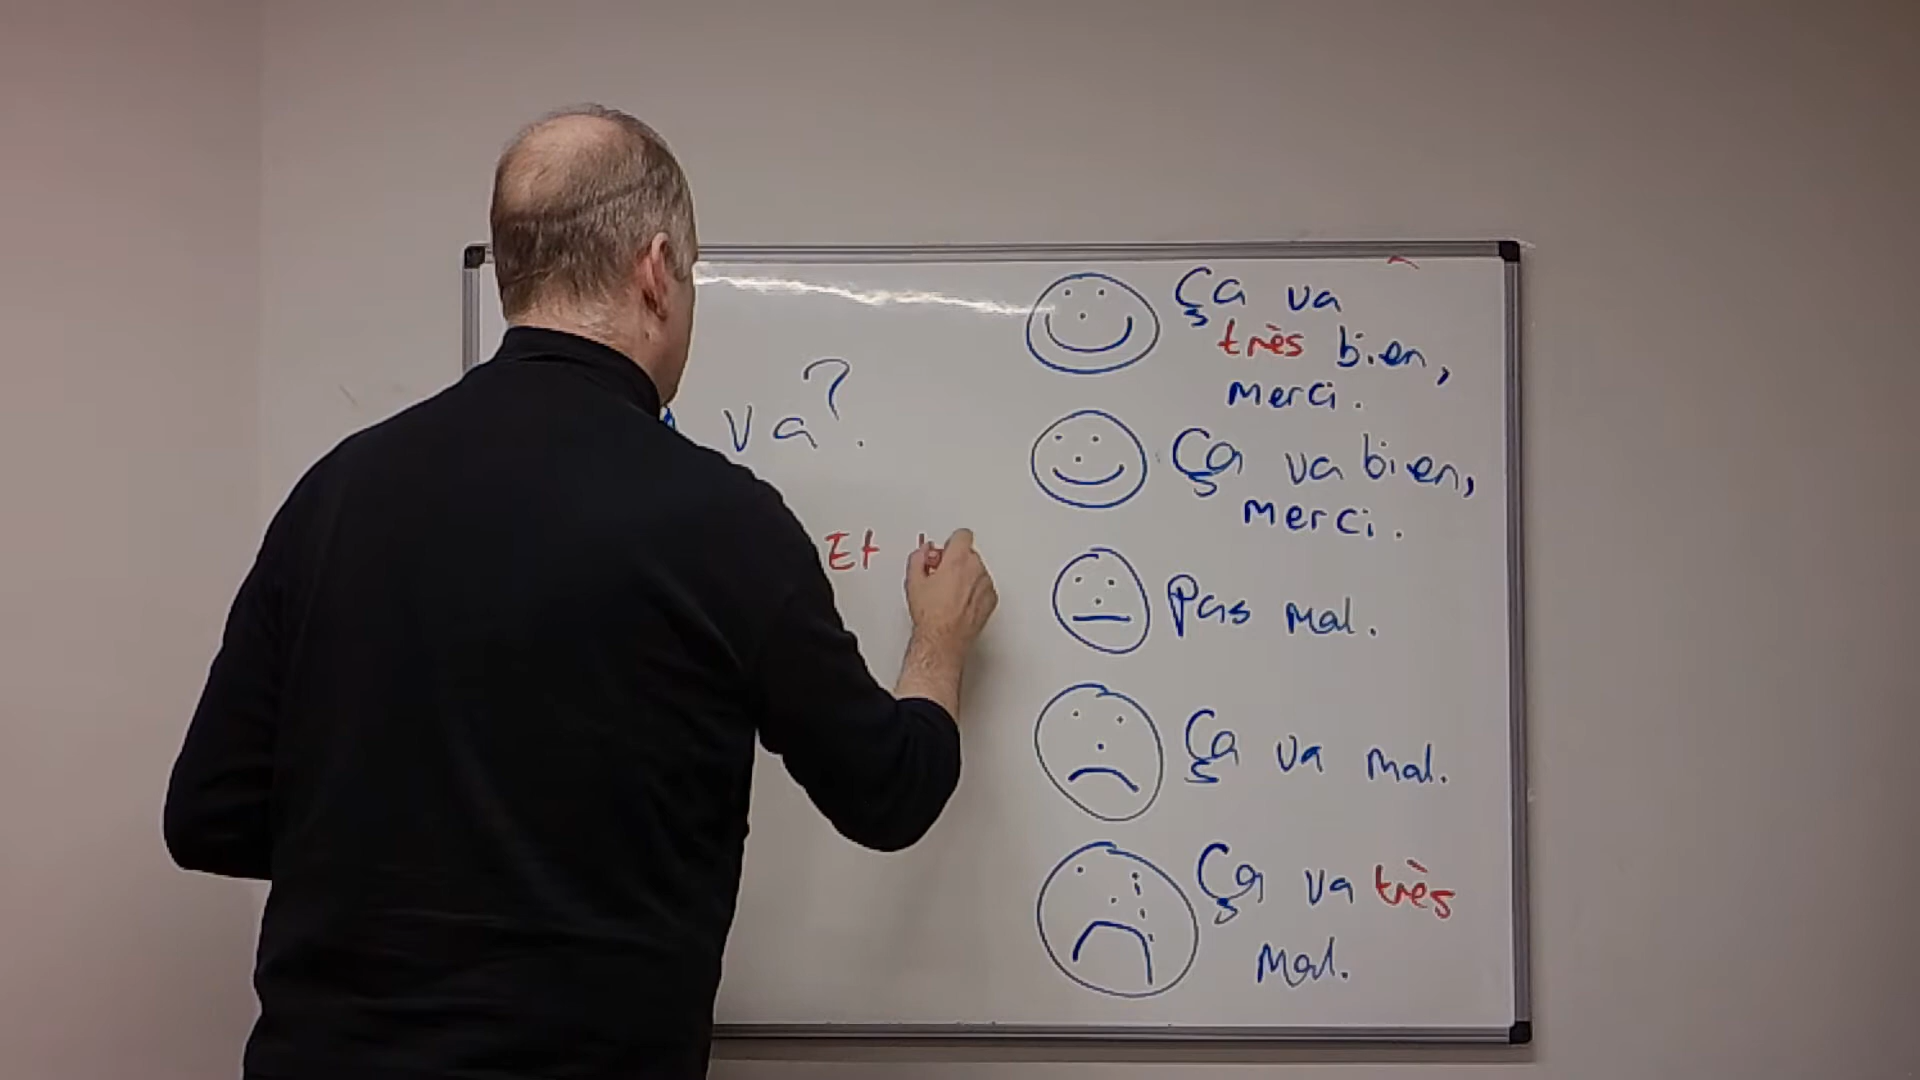 va?
Et
Ça va
très bien,
merci.
Ça va bien,
merci.
Pas mal.
Ça va mal.
Ça va très
mal.